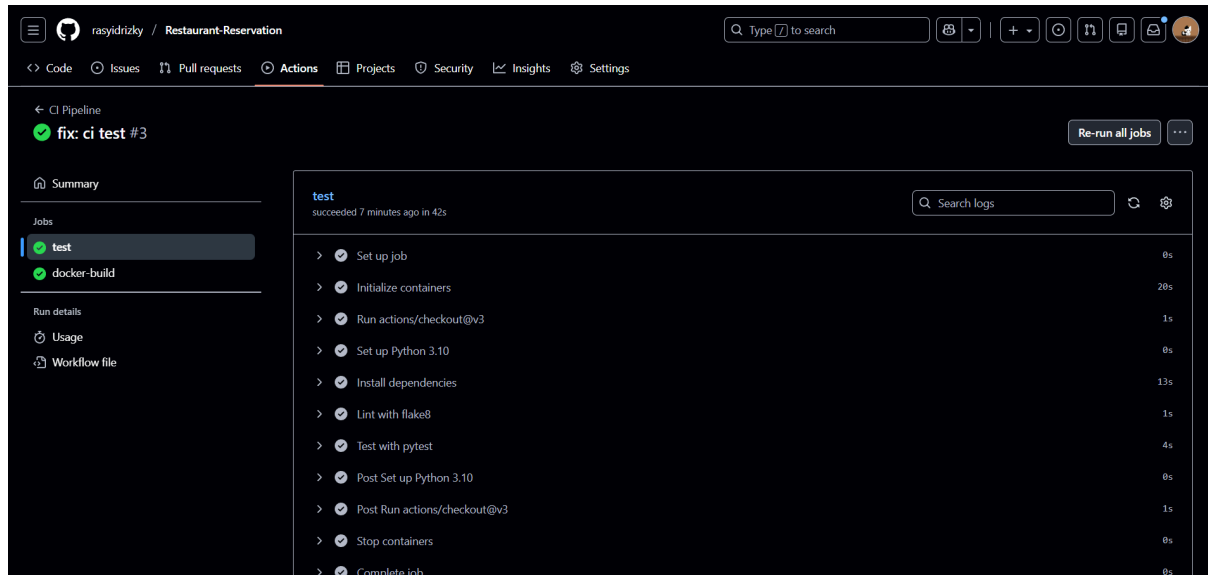 rasyidrizky / Restaurant-Reservation
Type / to search
Code Issues Pull requests Actions Projects Security Insights Settings
← CI Pipeline
fix: ci test #3
Re-run all jobs
Summary
Jobs
test
docker-build
Run details
Usage
Workflow file
test
succeeded 7 minutes ago in 42s
Search logs
Set up job 0s
Initialize containers 20s
Run actions/checkout@v3 1s
Set up Python 3.10 0s
Install dependencies 13s
Lint with flake8 1s
Test with pytest 4s
Post Set up Python 3.10 0s
Post Run actions/checkout@v3 1s
Stop containers 0s
Complete job 0s